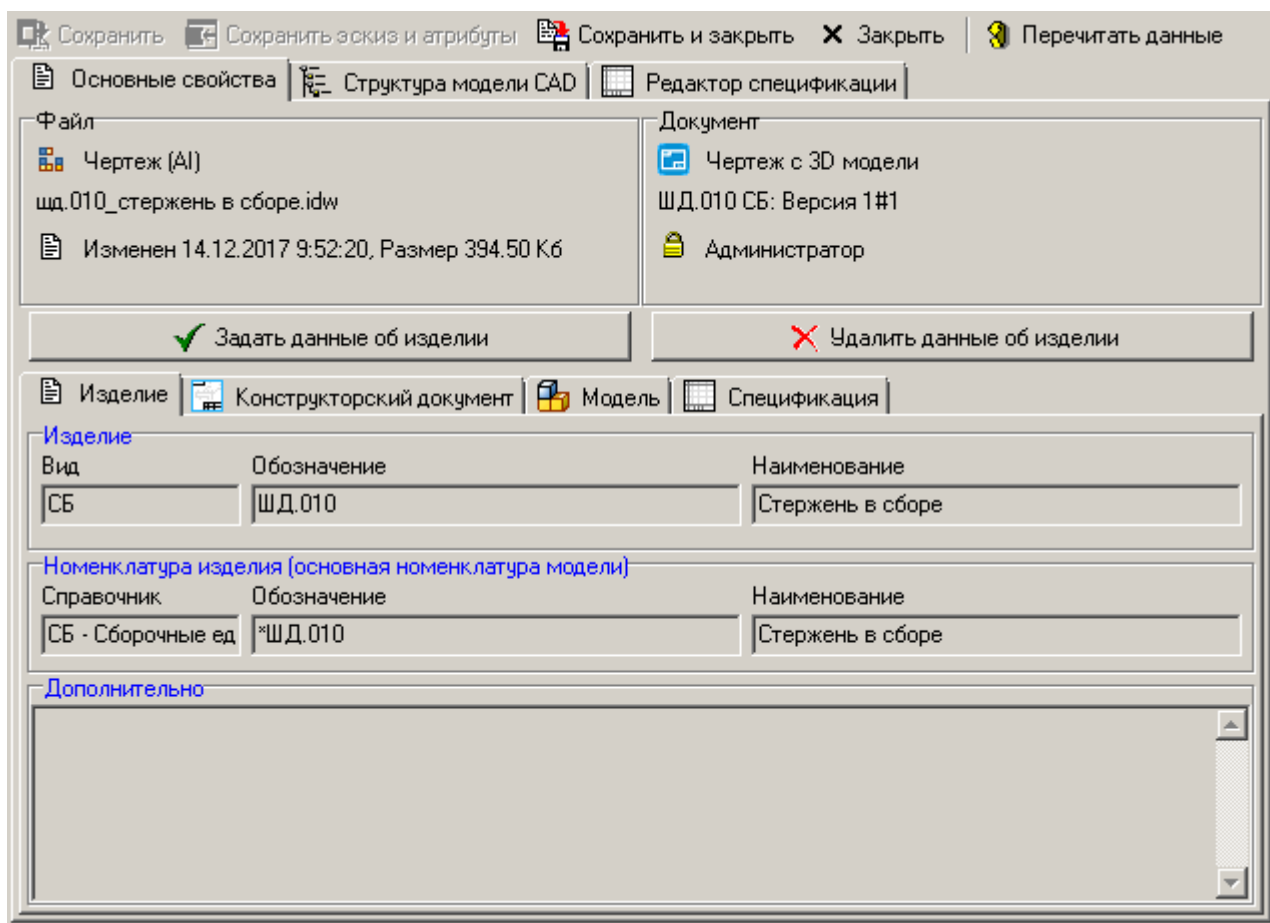 Сохранить Сохранить эскиз и атрибуты Сохранить и закрыть Закрыть Перечитать данные
Основные свойства Структура модели CAD Редактор спецификации
Файл Документ
Чертеж (AI) Чертеж с 3D модели
щд.010_стержень в сборе.idw ШД.010 СБ: Версия 1#1
Изменен 14.12.2017 9:52:20, Размер 394.50 Кб Администратор
Задать данные об изделии Удалить данные об изделии
Изделие Конструкторский документ Модель Спецификация
Изделие
Вид Обозначение Наименование
СБ ШД.010 Стержень в сборе
Номенклатура изделия (основная номенклатура модели)
Справочник Обозначение Наименование
СБ - Сборочные ед *ШД.010 Стержень в сборе
Дополнительно